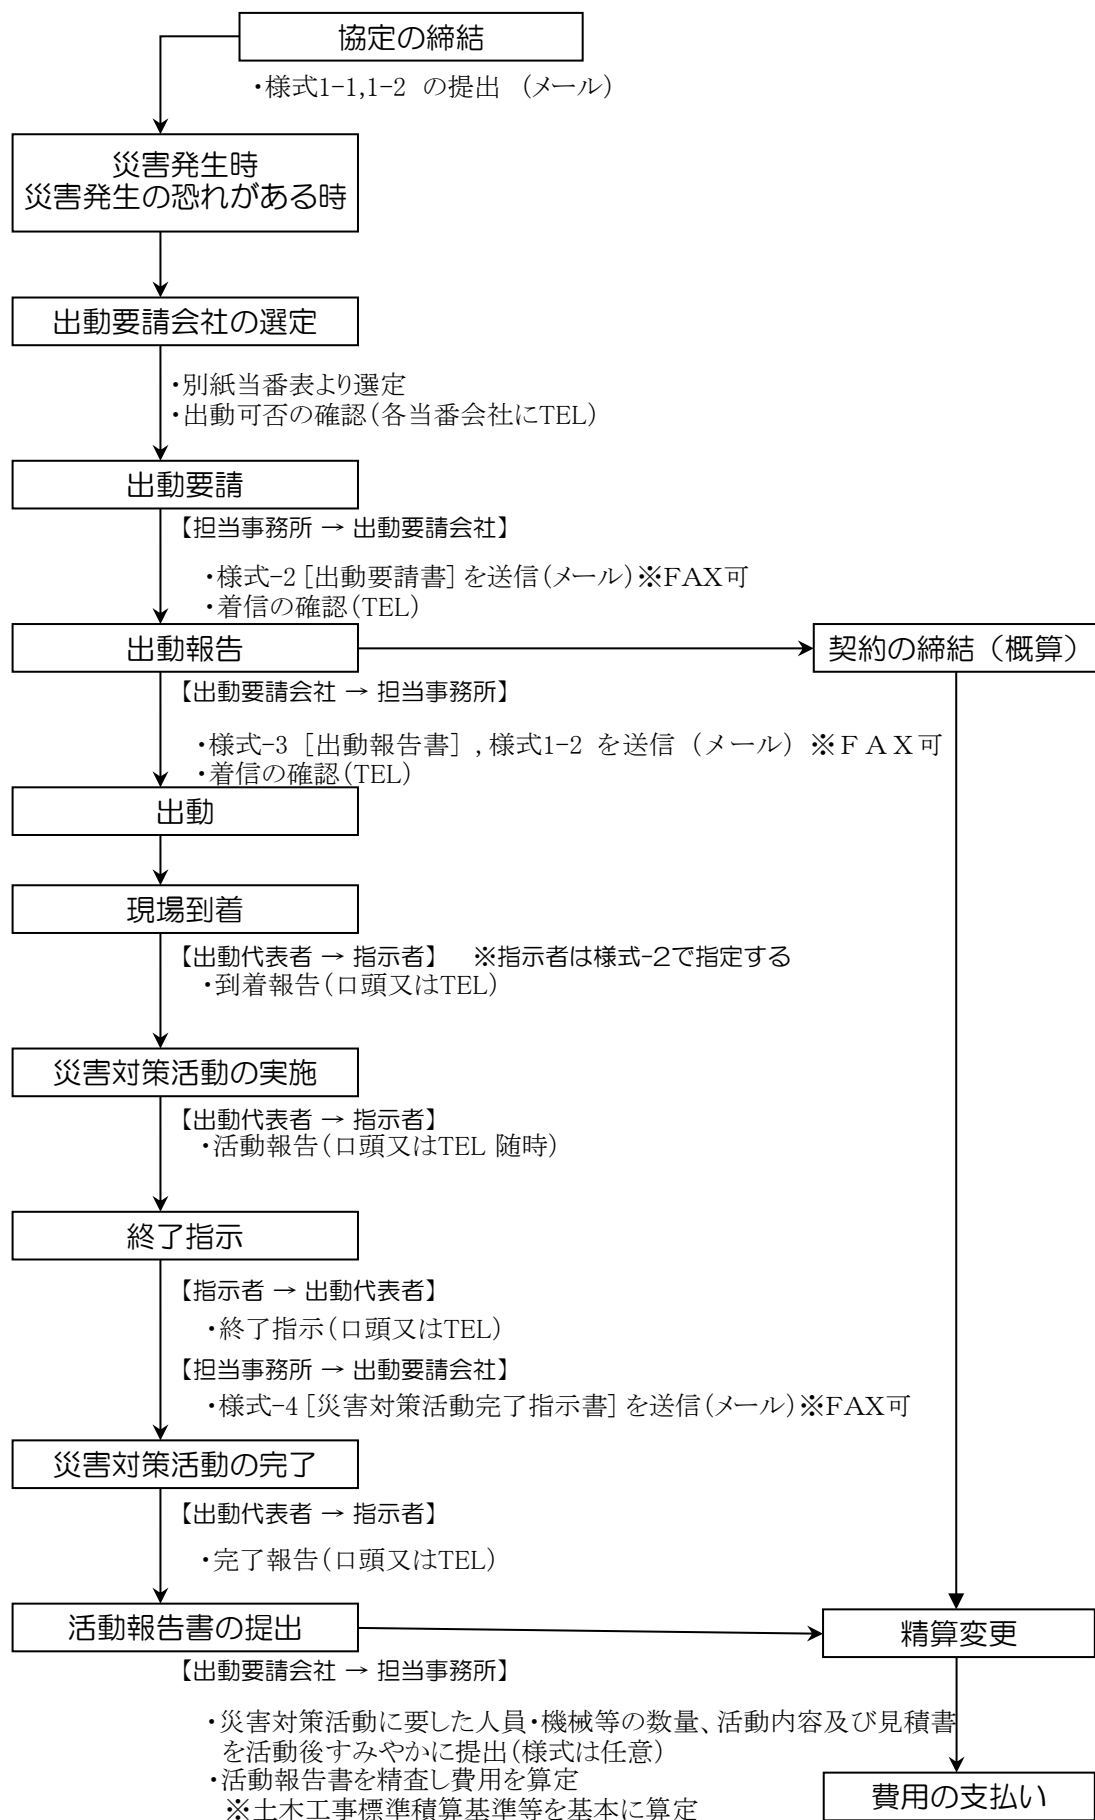 協定の締結
・様式1-1,1-2 の提出 (メール)
災害発生時
災害発生の恐れがある時
出動要請会社の選定
・別紙当番表より選定
・出動可否の確認(各当番会社にTEL)
出動要請
【担当事務所 → 出動要請会社】
・様式-2 [出動要請書] を送信(メール)※FAX可
・着信の確認(TEL)
出動報告
契約の締結（概算）
【出動要請会社 → 担当事務所】
・様式-3 [出動報告書] ,様式1-2 を送信 (メール) ※ＦＡＸ可
・着信の確認(TEL)
出動
現場到着
【出動代表者 → 指示者】 ※指示者は様式-2で指定する
・到着報告(口頭又はTEL)
災害対策活動の実施
【出動代表者 → 指示者】
・活動報告(口頭又はTEL 随時)
終了指示
【指示者 → 出動代表者】
・終了指示(口頭又はTEL)
【担当事務所 → 出動要請会社】
・様式-4 [災害対策活動完了指示書] を送信(メール)※FAX可
災害対策活動の完了
【出動代表者 → 指示者】
・完了報告(口頭又はTEL)
活動報告書の提出
精算変更
【出動要請会社 → 担当事務所】
・災害対策活動に要した人員・機械等の数量、活動内容及び見積書
を活動後すみやかに提出(様式は任意)
・活動報告書を精査し費用を算定
※土木工事標準積算基準等を基本に算定
費用の支払い